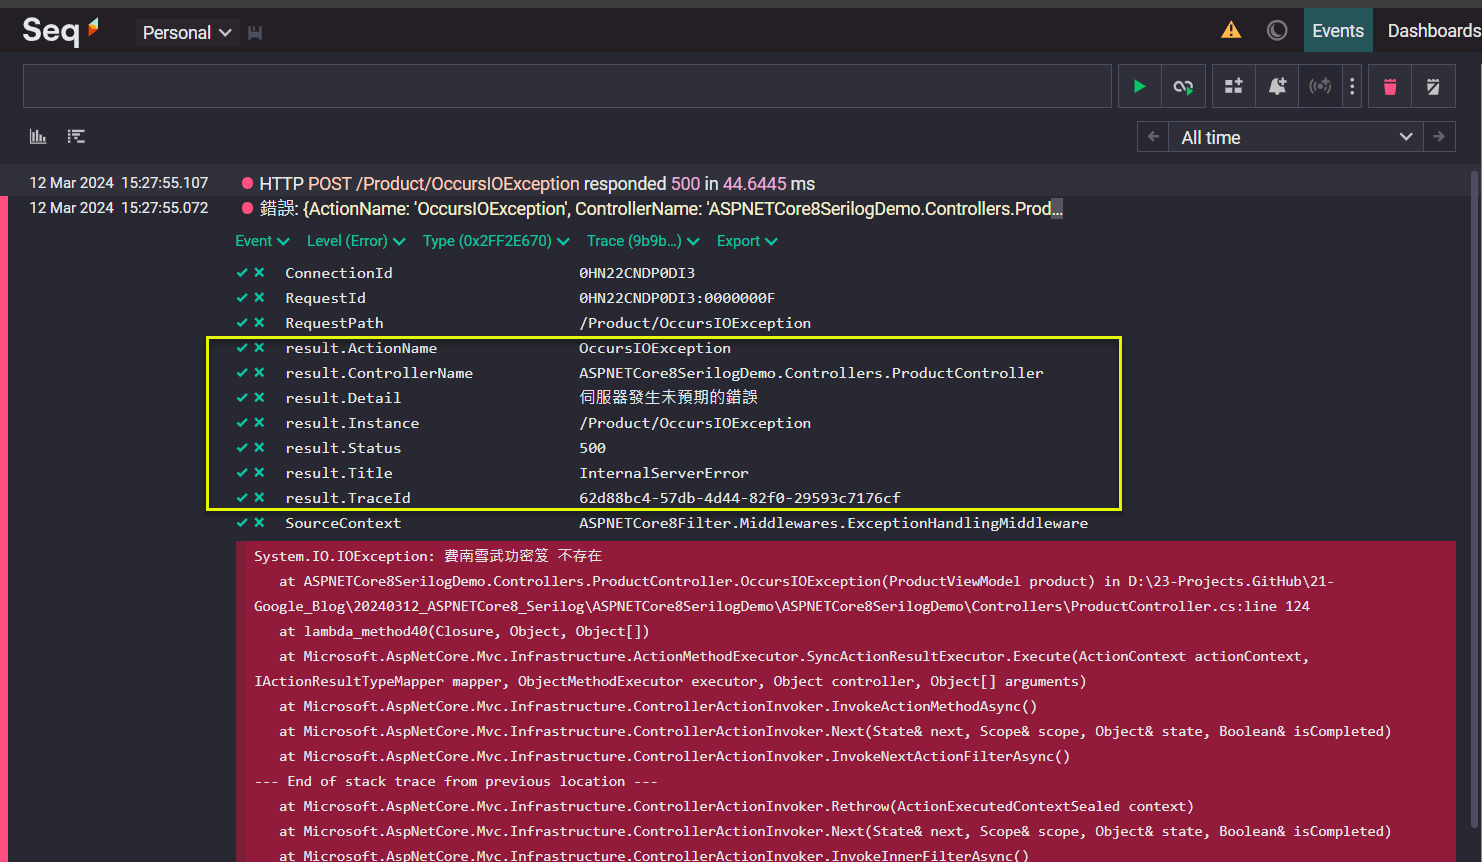 Seq
Personal
Events
Dashboards
All time
12 Mar 2024 15:27:55.107 HTTP POST /Product/OccursIOException responded 500 in 44.6445 ms
12 Mar 2024 15:27:55.072 錯誤: {ActionName: 'OccursIOException', ControllerName: 'ASPNETCore8SerilogDemo.Controllers.Prod…
Event Level (Error) Type (0x2FF2E670) Trace (9b9b…) Export
ConnectionId 0HN22CNDP0DI3
RequestId 0HN22CNDP0DI3:0000000F
RequestPath /Product/OccursIOException
result.ActionName OccursIOException
result.ControllerName ASPNETCore8SerilogDemo.Controllers.ProductController
result.Detail 伺服器發生未預期的錯誤
result.Instance /Product/OccursIOException
result.Status 500
result.Title InternalServerError
result.TraceId 62d88bc4-57db-4d44-82f0-29593c7176cf
SourceContext ASPNETCore8Filter.Middlewares.ExceptionHandlingMiddleware
System.IO.IOException: 費南雪武功密笈 不存在
at ASPNETCore8SerilogDemo.Controllers.ProductController.OccursIOException(ProductViewModel product) in D:\23-Projects.GitHub\21-
Google_Blog\20240312_ASPNETCore8_Serilog\ASPNETCore8SerilogDemo\ASPNETCore8SerilogDemo\Controllers\ProductController.cs:line 124
at lambda_method40(Closure, Object, Object[])
at Microsoft.AspNetCore.Mvc.Infrastructure.ActionMethodExecutor.SyncActionResultExecutor.Execute(ActionContext actionContext,
IActionResultTypeMapper mapper, ObjectMethodExecutor executor, Object controller, Object[] arguments)
at Microsoft.AspNetCore.Mvc.Infrastructure.ControllerActionInvoker.InvokeActionMethodAsync()
at Microsoft.AspNetCore.Mvc.Infrastructure.ControllerActionInvoker.Next(State& next, Scope& scope, Object& state, Boolean& isCompleted)
at Microsoft.AspNetCore.Mvc.Infrastructure.ControllerActionInvoker.InvokeNextActionFilterAsync()
--- End of stack trace from previous location ---
at Microsoft.AspNetCore.Mvc.Infrastructure.ControllerActionInvoker.Rethrow(ActionExecutedContextSealed context)
at Microsoft.AspNetCore.Mvc.Infrastructure.ControllerActionInvoker.Next(State& next, Scope& scope, Object& state, Boolean& isCompleted)
at Microsoft.AspNetCore.Mvc.Infrastructure.ControllerActionInvoker.InvokeInnerFilterAsync()